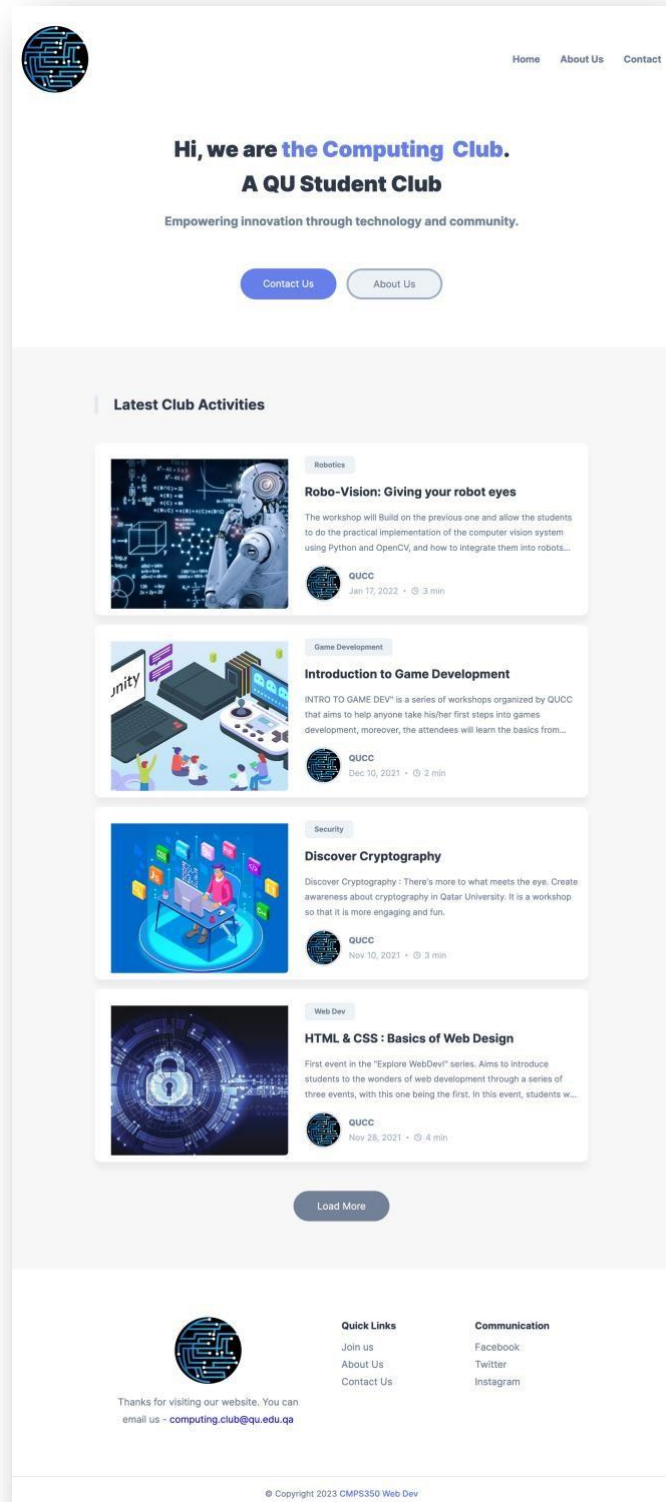 Home About Us Contact
Hi, we are the Computing Club.
A QU Student Club
Empowering innovation through technology and community.
Contact Us About Us
Latest Club Activities
Robotics
Robo-Vision: Giving your robot eyes
The workshop will Build on the previous one and allow the students
to do the practical implementation of the computer vision system
using Python and OpenCV, and how to integrate them into robots...
QUCC
Jan 17, 2022 • 3 min
unity
Game Development
Introduction to Game Development
INTRO TO GAME DEV" is a series of workshops organized by QUCC
that aims to help anyone take his/her first steps into games
development, moreover, the attendees will learn the basics from...
QUCC
Dec 10, 2021 • 2 min
Security
Discover Cryptography
Discover Cryptography : There's more to what meets the eye. Create
awareness about cryptography in Qatar University. It is a workshop
so that it is more engaging and fun.
QUCC
Nov 10, 2021 • 3 min
Web Dev
HTML & CSS : Basics of Web Design
First event in the "Explore WebDev!" series. Aims to introduce
students to the wonders of web development through a series of
three events, with this one being the first. In this event, students w...
QUCC
Nov 28, 2021 • 4 min
Load More
Thanks for visiting our website. You can
email us - computing.club@qu.edu.qa
Quick Links
Join us
About Us
Contact Us
Communication
Facebook
Twitter
Instagram
© Copyright 2023 CMPS350 Web Dev